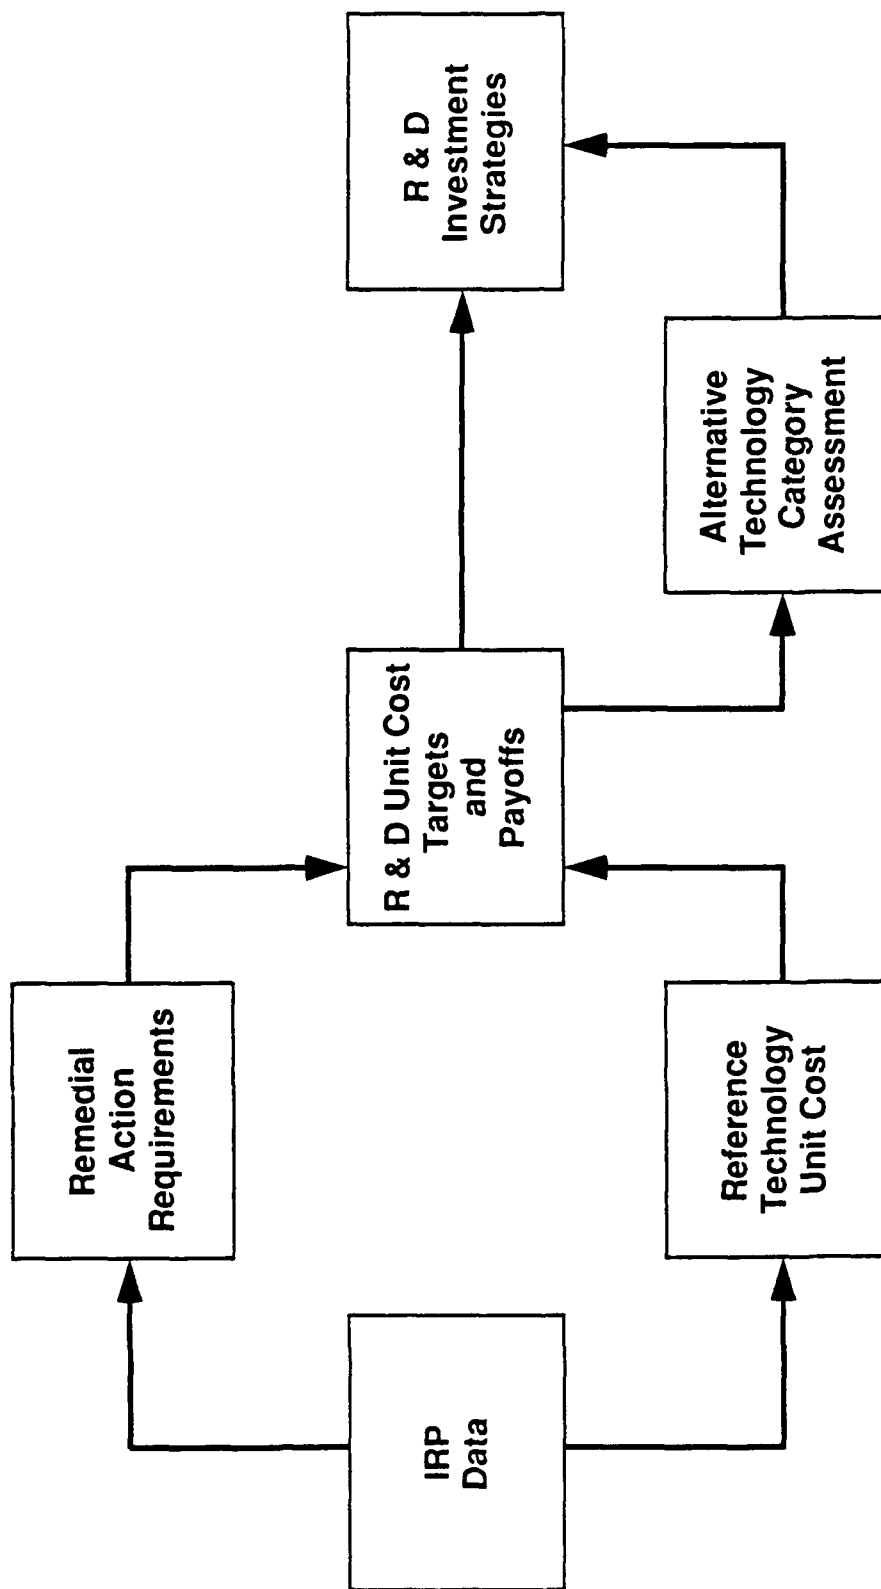 IRP
Data
Remedial
Action
Requirements
Reference
Technology
Unit Cost
R & D Unit Cost
Targets
and
Payoffs
Alternative
Technology
Category
Assessment
R & D
Investment
Strategies